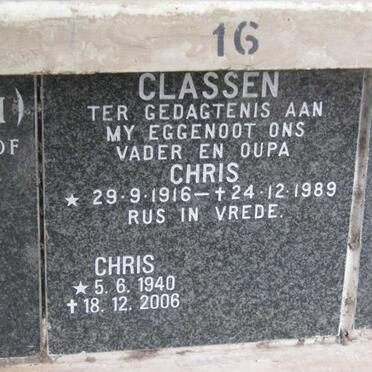 16
CLASSEN
TER GEDAGTENIS AAN
MY EGGENOOT ONS
VADER EN OUPA
CHRIS
★ 29·9·1916 — ✝ 24·12·1989
RUS IN VREDE.
CHRIS
★ 5. 6. 1940
✝ 18. 12. 2006